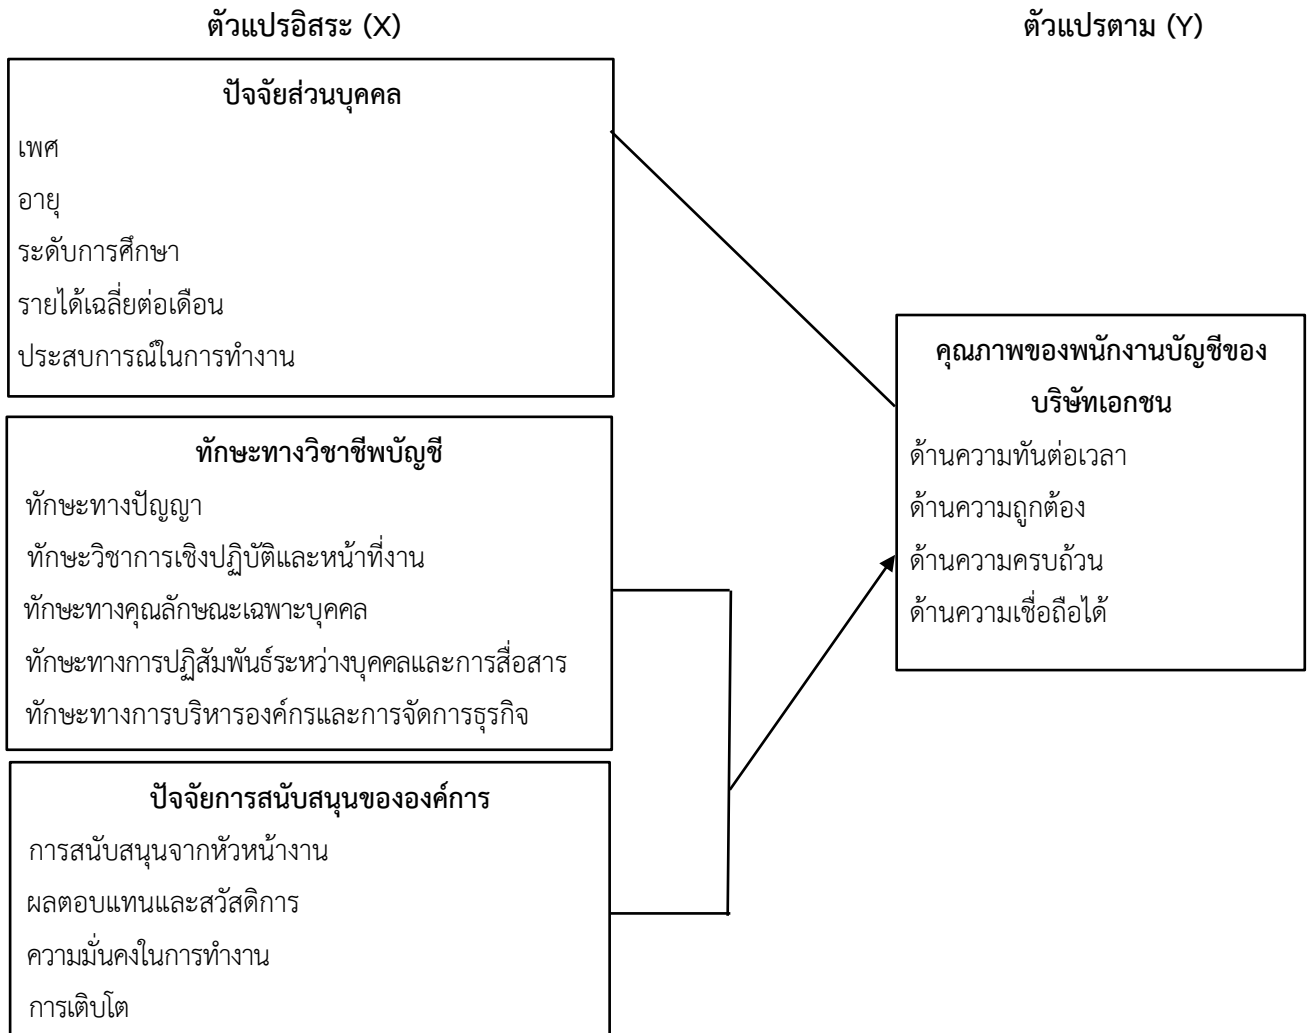 ตัวแปรอิสระ (X)
ตัวแปรตาม (Y)
ปัจจัยส่วนบุคคล
เพศ
อายุ
ระดับการศึกษา
รายได้เฉลี่ยต่อเดือน
ประสบการณ์ในการทำงาน
ทักษะทางวิชาชีพบัญชี
ทักษะทางปัญญา
ทักษะวิชาการเชิงปฏิบัติและหน้าที่งาน
ทักษะทางคุณลักษณะเฉพาะบุคคล
ทักษะทางการปฏิสัมพันธ์ระหว่างบุคคลและการสื่อสาร
ทักษะทางการบริหารองค์กรและการจัดการธุรกิจ
ปัจจัยการสนับสนุนขององค์การ
การสนับสนุนจากหัวหน้างาน
ผลตอบแทนและสวัสดิการ
ความมั่นคงในการทำงาน
การเติบโต
คุณภาพของพนักงานบัญชีของ
บริษัทเอกชน
ด้านความทันต่อเวลา
ด้านความถูกต้อง
ด้านความครบถ้วน
ด้านความเชื่อถือได้